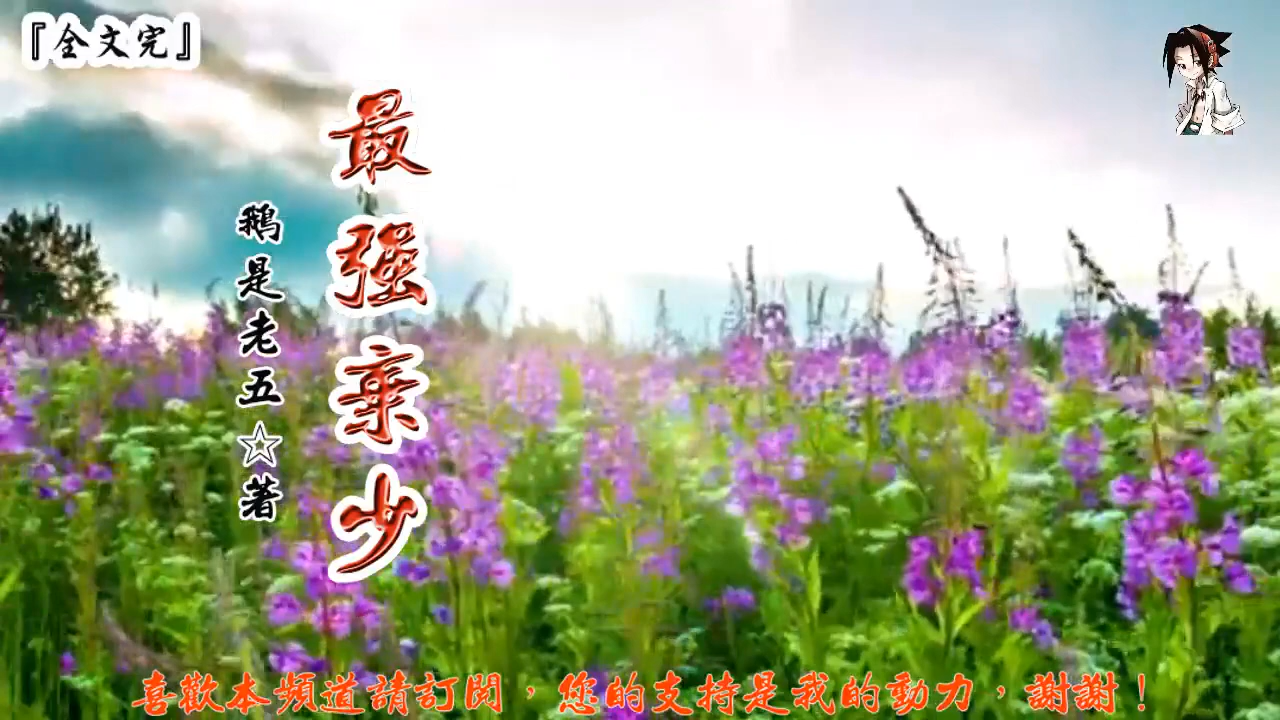 『全文完』
最強棄少
鵝是老五☆著
喜歡本頻道請訂閱，您的支持是我的動力，謝謝！